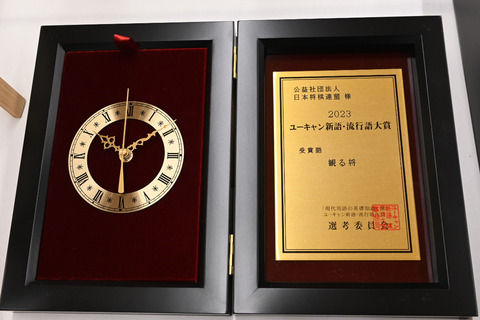 公益社団法人
日本将棋連盟 様
2023
ユーキャン新語・流行語大賞
受賞語
観る将
「現代用語の基礎知識」選
ユーキャン新語・流行語大賞
選考委員会